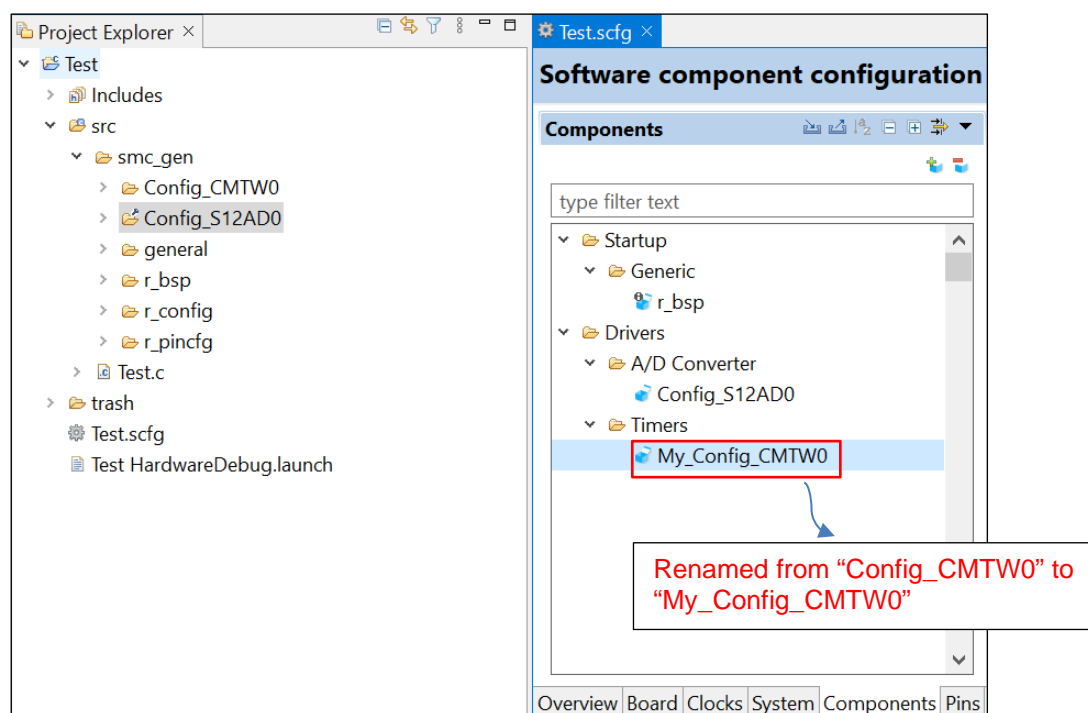 Project Explorer
Test
Includes
src
smc_gen
Config_CMTW0
Config_S12AD0
general
r_bsp
r_config
r_pincfg
Test.c
trash
Test.scfg
Test HardwareDebug.launch
Test.scfg
Software component configuration
Components
type filter text
Startup
Generic
r_bsp
Drivers
A/D Converter
Config_S12AD0
Timers
My_Config_CMTW0
Renamed from “Config_CMTW0” to
“My_Config_CMTW0”
Overview Board Clocks System Components Pins